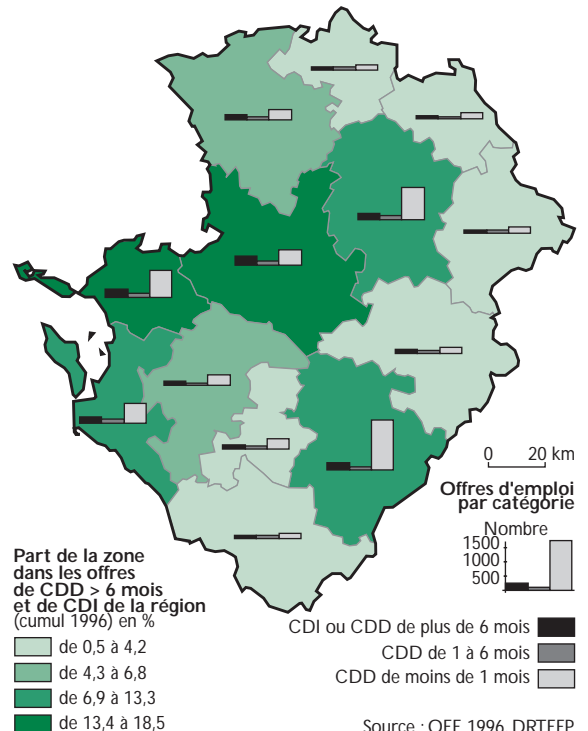 0 20 km
Offres d'emploi
par catégorie
Nombre
1500
1000
500
Part de la zone
dans les offres
de CDD > 6 mois
et de CDI de la région
(cumul 1996) en %
de 0,5 à 4,2
de 4,3 à 6,8
de 6,9 à 13,3
de 13,4 à 18,5
CDI ou CDD de plus de 6 mois
CDD de 1 à 6 mois
CDD de moins de 1 mois
Source : OEF 1996, DRTEFP